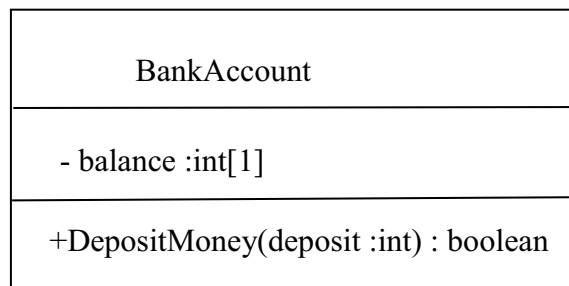 BankAccount
- balance :int[1]
+DepositMoney(deposit :int) : boolean